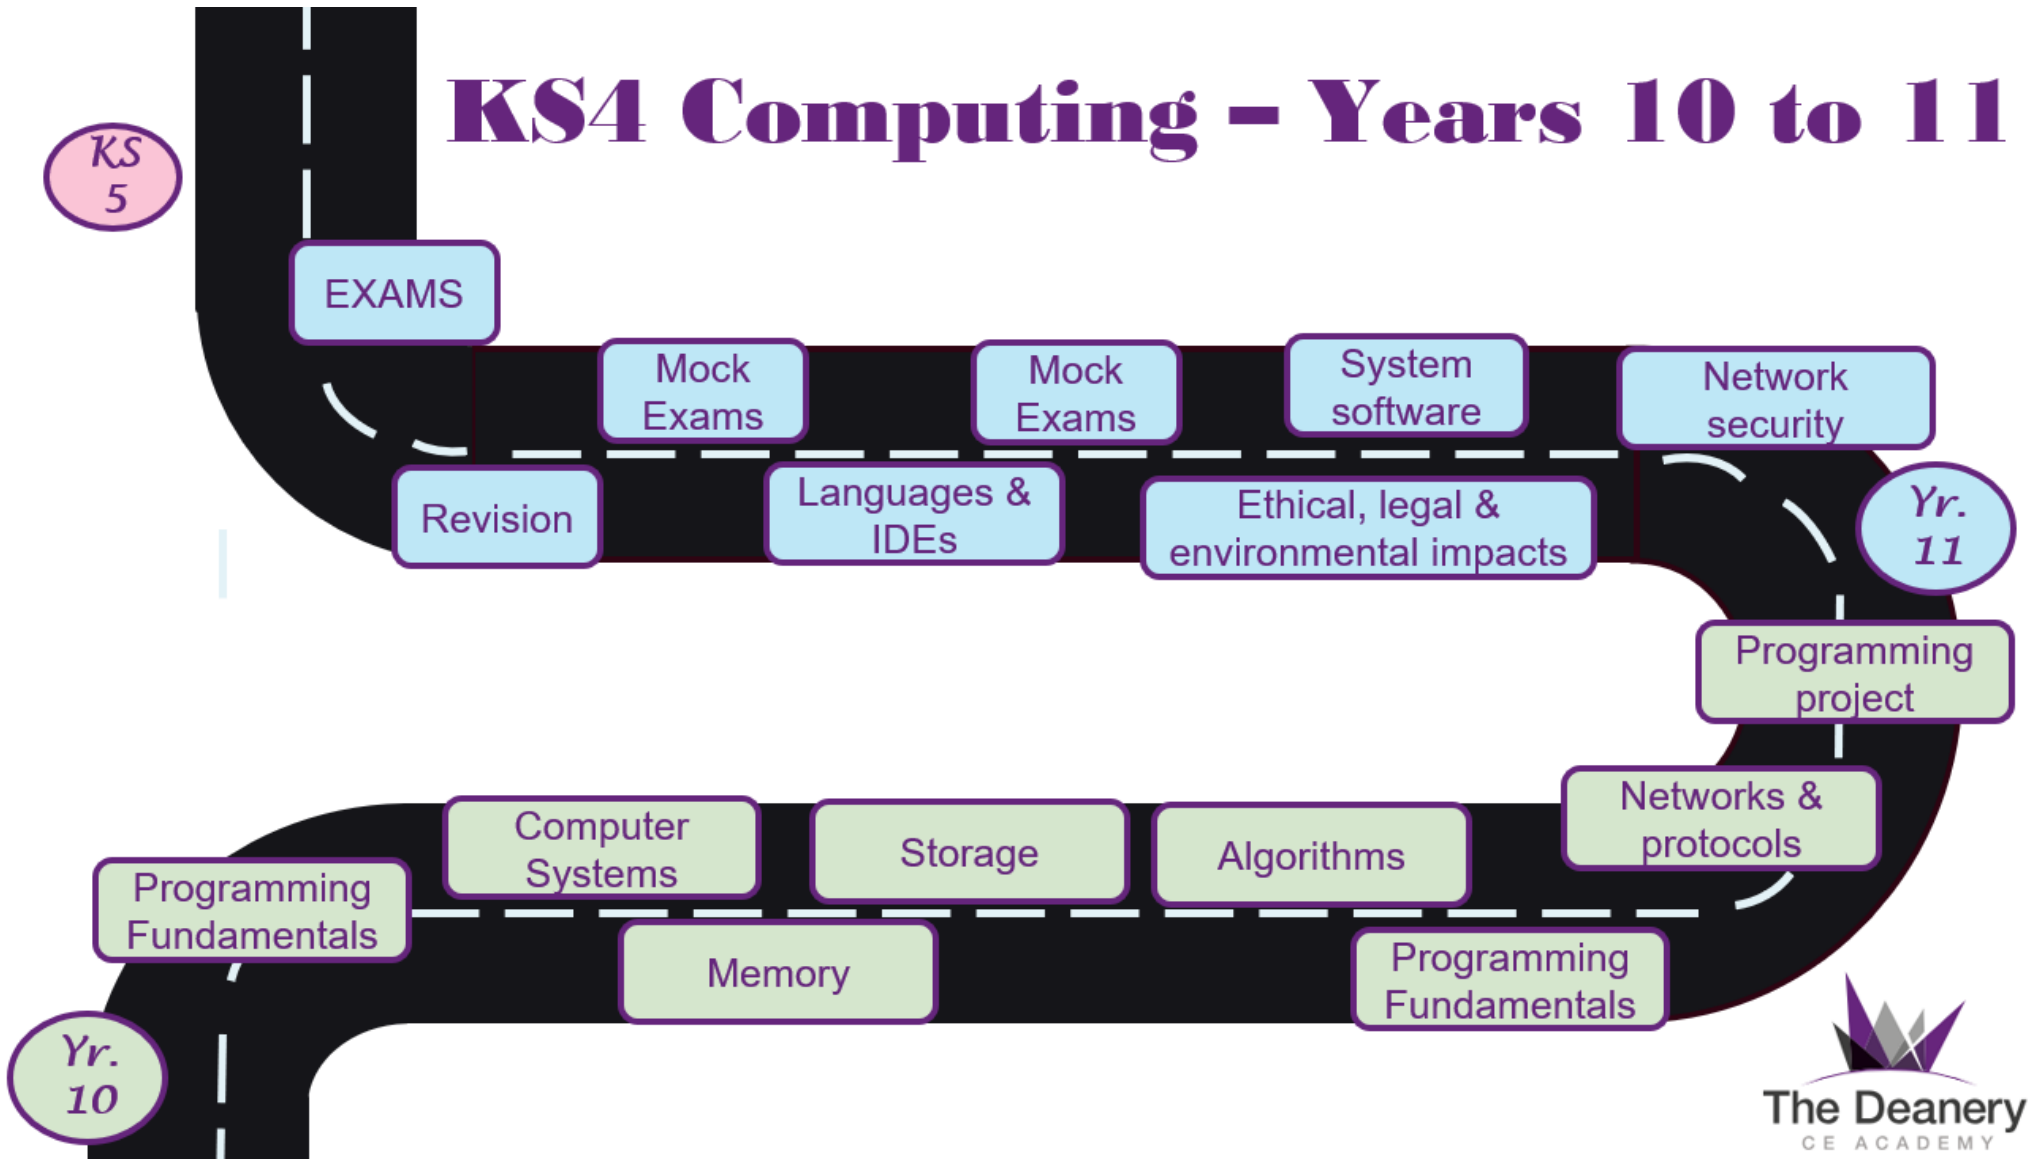 KS4 Computing – Years 10 to 11
KS
5
EXAMS
Mock
Exams
Mock
Exams
System
software
Network
security
Revision
Languages &
IDEs
Ethical, legal &
environmental impacts
Yr.
11
Programming
project
Networks &
protocols
Computer
Systems
Storage
Algorithms
Programming
Fundamentals
Memory
Programming
Fundamentals
Yr.
10
The Deanery
CE ACADEMY